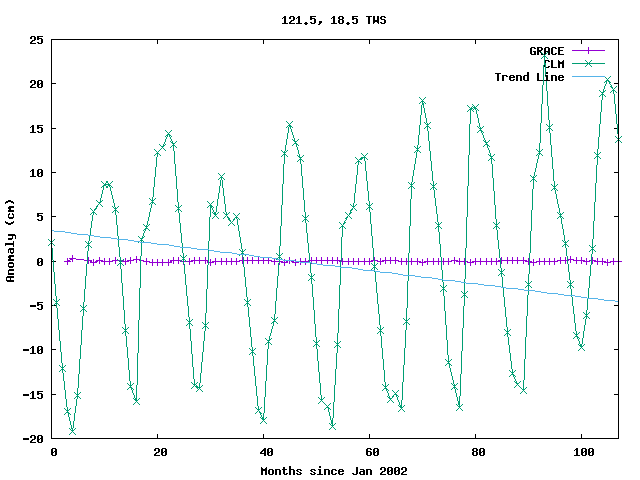 121.5, 18.5 TWS
GRACE
CLM
Trend Line
25
20
15
10
5
0
-5
-10
-15
-20
Anomaly (cm)
0 20 40 60 80 100
Months since Jan 2002